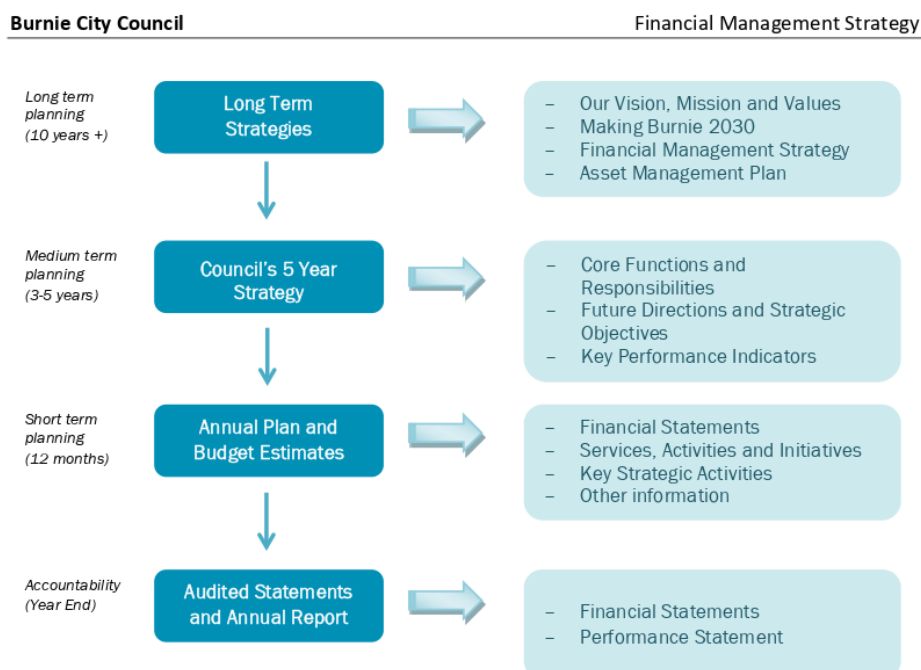 Burnie City Council Financial Management Strategy
Long term
planning
(10 years +)
Long Term
Strategies
– Our Vision, Mission and Values
– Making Burnie 2030
– Financial Management Strategy
– Asset Management Plan
Medium term
planning
(3-5 years)
Council's 5 Year
Strategy
– Core Functions and
Responsibilities
– Future Directions and Strategic
Objectives
– Key Performance Indicators
Short term
planning
(12 months)
Annual Plan and
Budget Estimates
– Financial Statements
– Services, Activities and Initiatives
– Key Strategic Activities
– Other information
Accountability
(Year End)
Audited Statements
and Annual Report
– Financial Statements
– Performance Statement